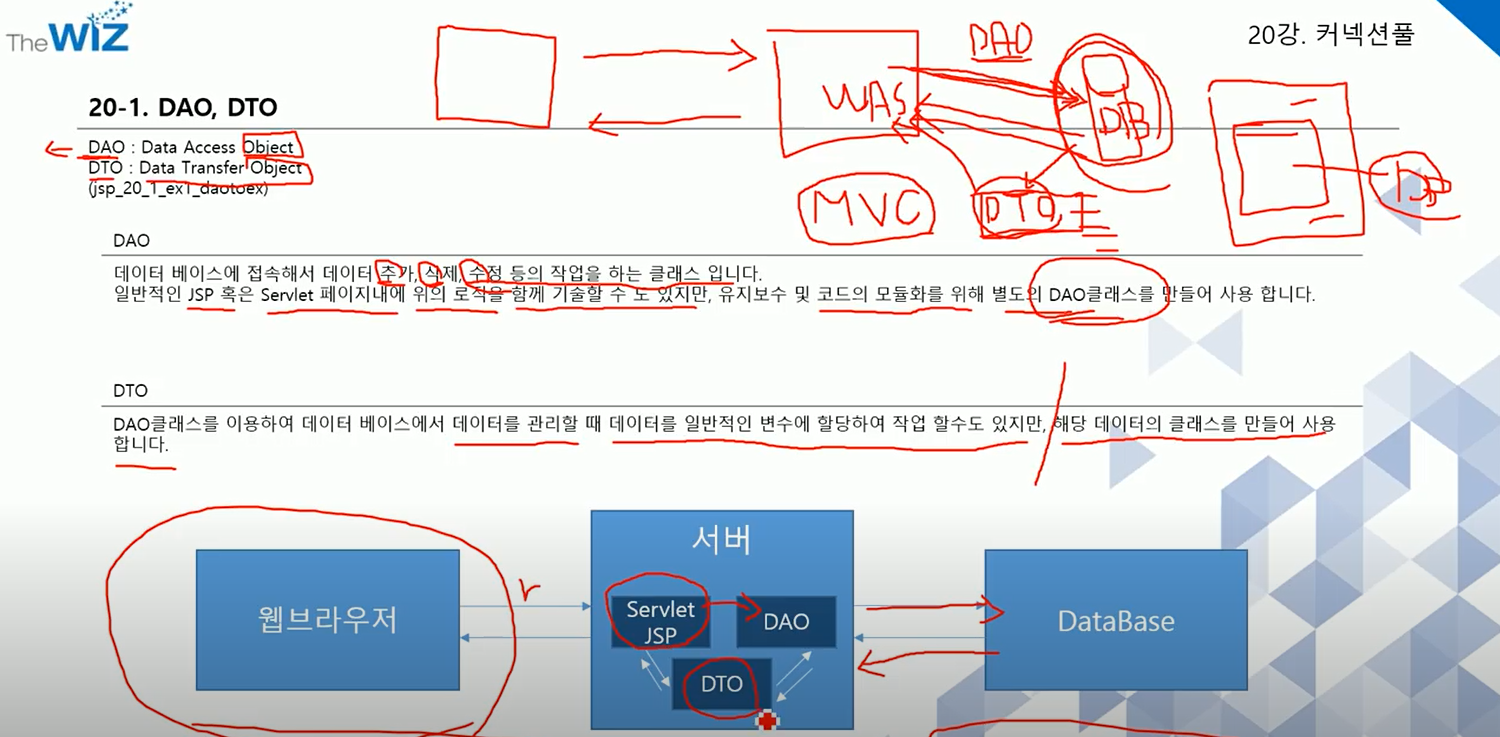 TheWIZ
20강. 커넥션풀
DAO
WAS
DB
20-1. DAO, DTO
DAO : Data Access Object
DTO : Data Transfer Object
(jsp_20_1_ex1_daotoex)
MVC
DTO
DAO
데이터 베이스에 접속해서 데이터 추가, 삭제, 수정 등의 작업을 하는 클래스 입니다.
일반적인 JSP 혹은 Servlet 페이지내에 위의 로직을 함께 기술할 수 도 있지만, 유지보수 및 코드의 모듈화를 위해 별도의 DAO클래스를 만들어 사용 합니다.
DTO
DAO클래스를 이용하여 데이터 베이스에서 데이터를 관리할 때 데이터를 일반적인 변수에 할당하여 작업 할수도 있지만, 해당 데이터의 클래스를 만들어 사용
합니다.
서버
웹브라우저
r
Servlet
JSP
DAO
DataBase
DTO